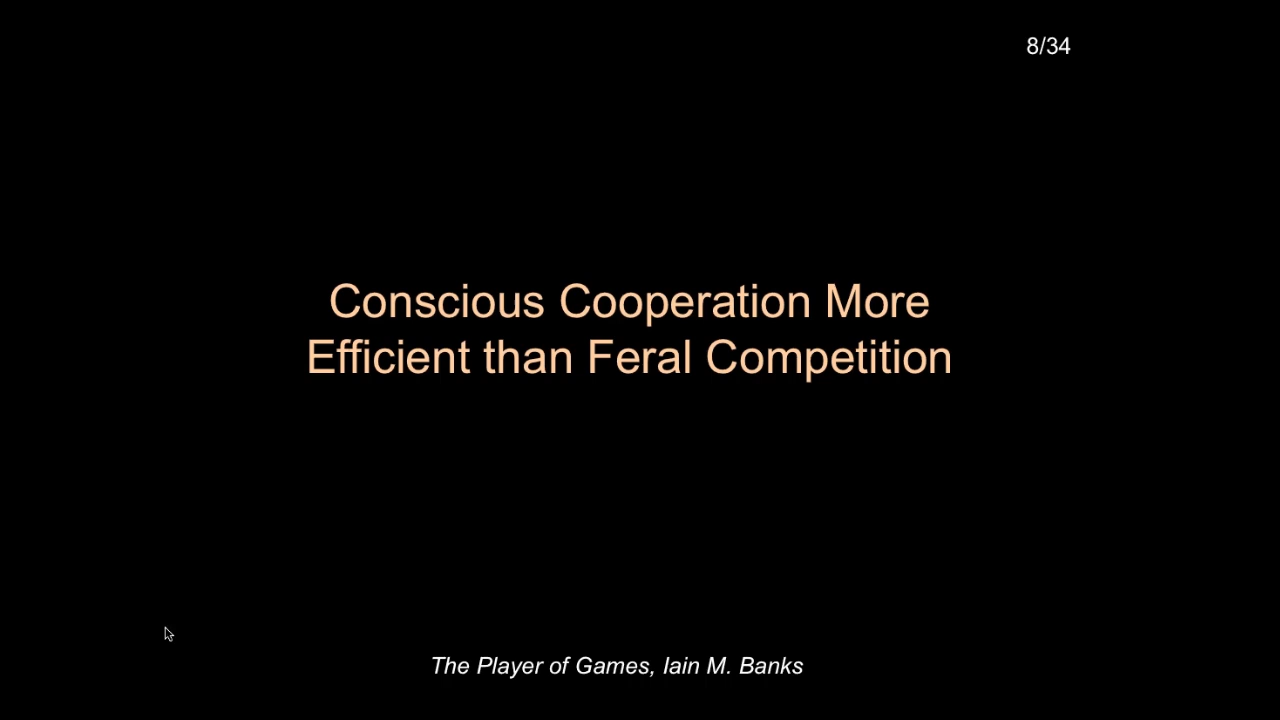 8/34
Conscious Cooperation More
Efficient than Feral Competition
The Player of Games, Iain M. Banks